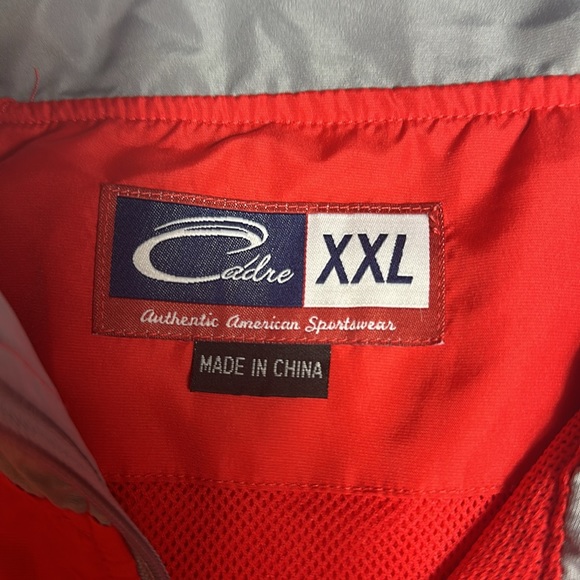 Cadre XXL
Authentic American Sportswear
MADE IN CHINA